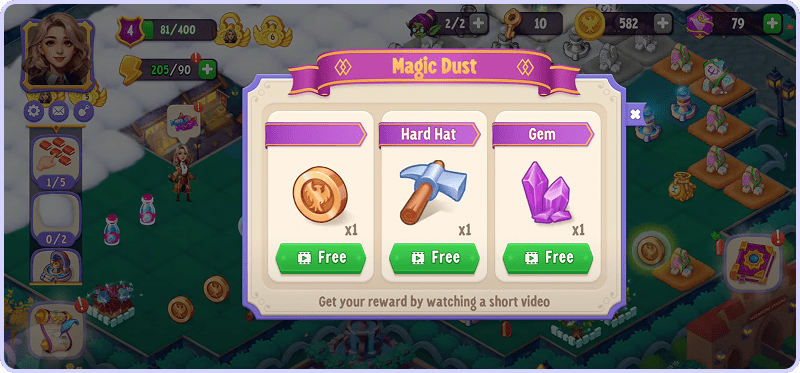 4
81/400
6
2/2
10
582
79
205/90
Magic Dust
Hard Hat
Gem
x1
x1
x1
Free
Free
Free
Get your reward by watching a short video
1/5
0/2